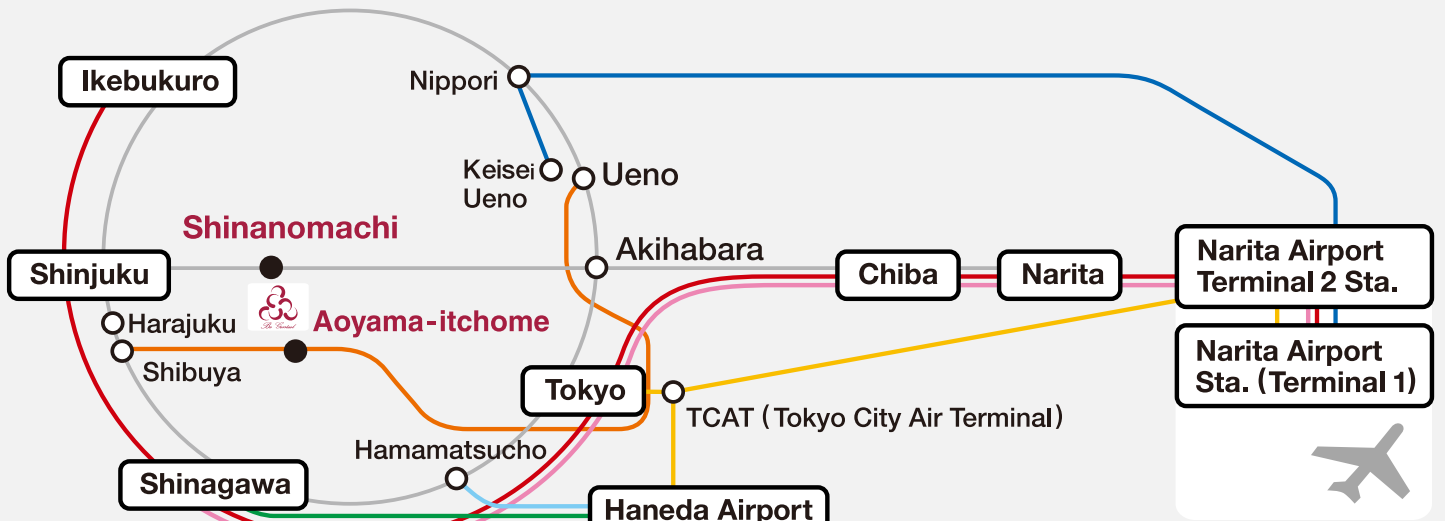 Ikebukuro
Nippori
Keisei
Ueno
Ueno
Shinanomachi
Akihabara
Shinjuku
Chiba
Narita
Narita Airport
Terminal 2 Sta.
Harajuku
Aoyama-itchome
Shibuya
Narita Airport
Sta. (Terminal 1)
Tokyo
TCAT (Tokyo City Air Terminal)
Hamamatsucho
Shinagawa
Haneda Airport